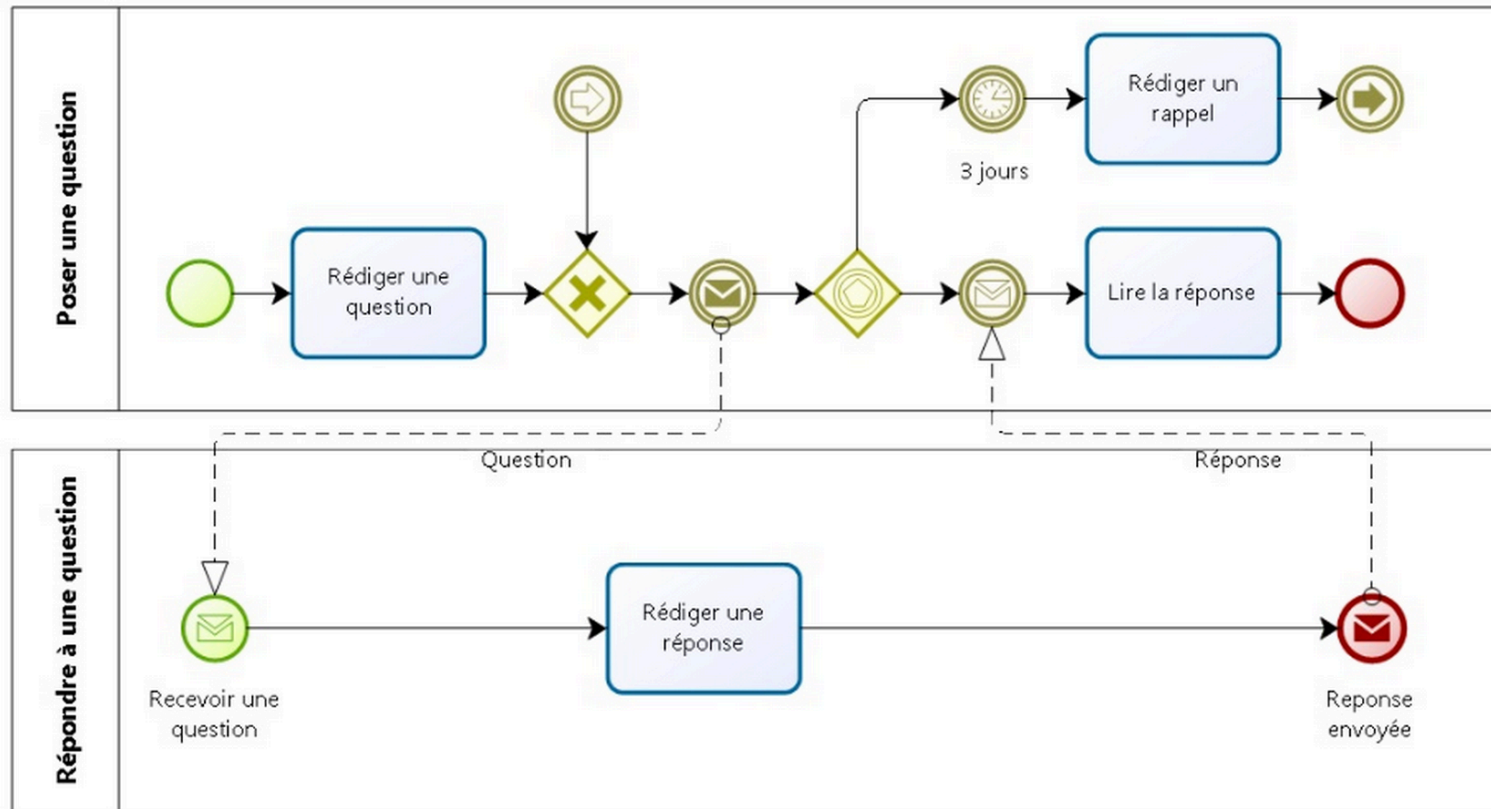 Poser une question
Rédiger un
rappel
3 jours
Rédiger une
question
Lire la réponse
Question
Réponse
Répondre à une question
Rédiger une
réponse
Recevoir une
question
Reponse
envoyée